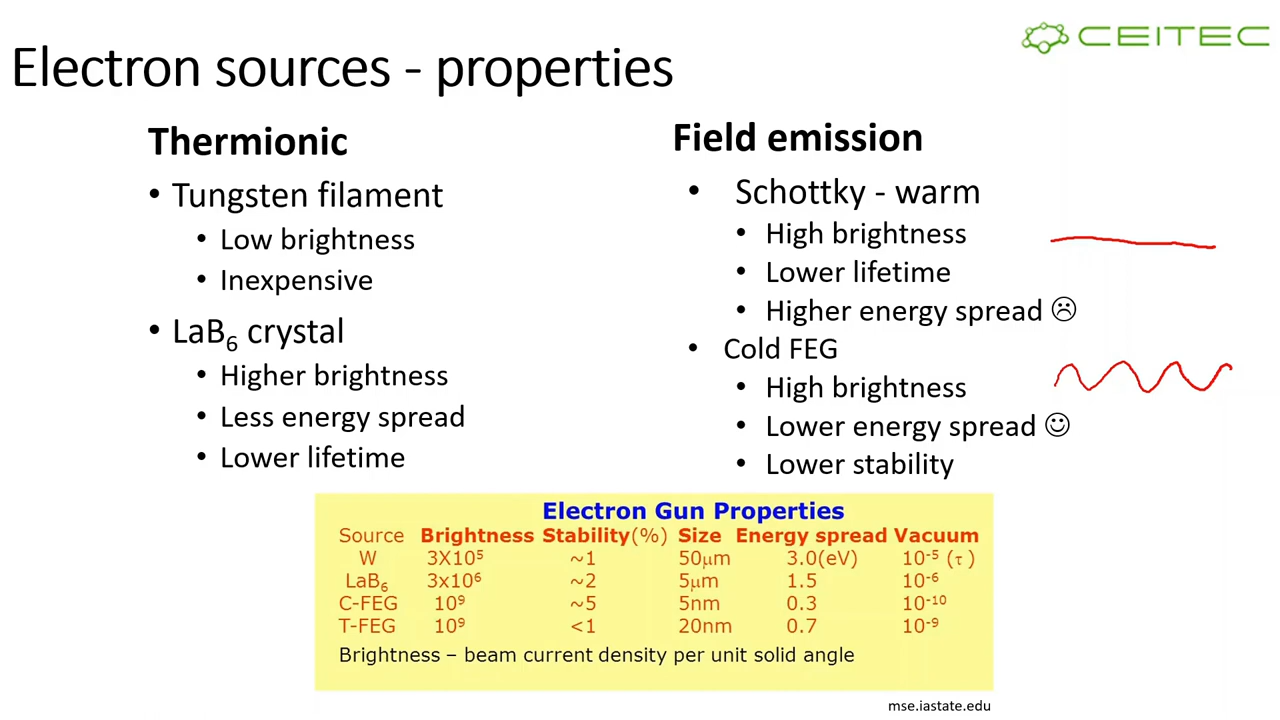 CEITEC
Electron sources - properties
Thermionic
• Tungsten filament
• Low brightness
• Inexpensive
• LaB₆ crystal
• Higher brightness
• Less energy spread
• Lower lifetime
Field emission
• Schottky - warm
• High brightness
• Lower lifetime
• Higher energy spread ☹
• Cold FEG
• High brightness
• Lower energy spread ☺
• Lower stability
Electron Gun Properties
Source Brightness Stability(%) Size Energy spread Vacuum
W 3X10⁵ ~1 50μm 3.0(eV) 10⁻⁵ (τ )
LaB₆ 3x10⁶ ~2 5μm 1.5 10⁻⁶
C-FEG 10⁹ ~5 5nm 0.3 10⁻¹⁰
T-FEG 10⁹ <1 20nm 0.7 10⁻⁹
Brightness – beam current density per unit solid angle
mse.iastate.edu